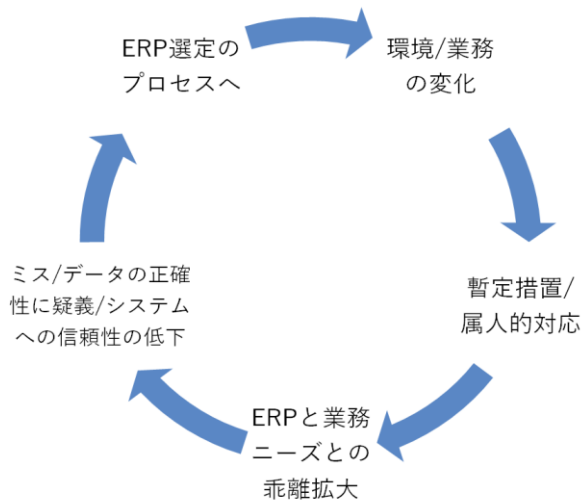 ERP選定の
プロセスへ
環境/業務
の変化
暫定措置/
属人的対応
ERPと業務
ニーズとの
乖離拡大
ミス/データの正確
性に疑義/システム
への信頼性の低下